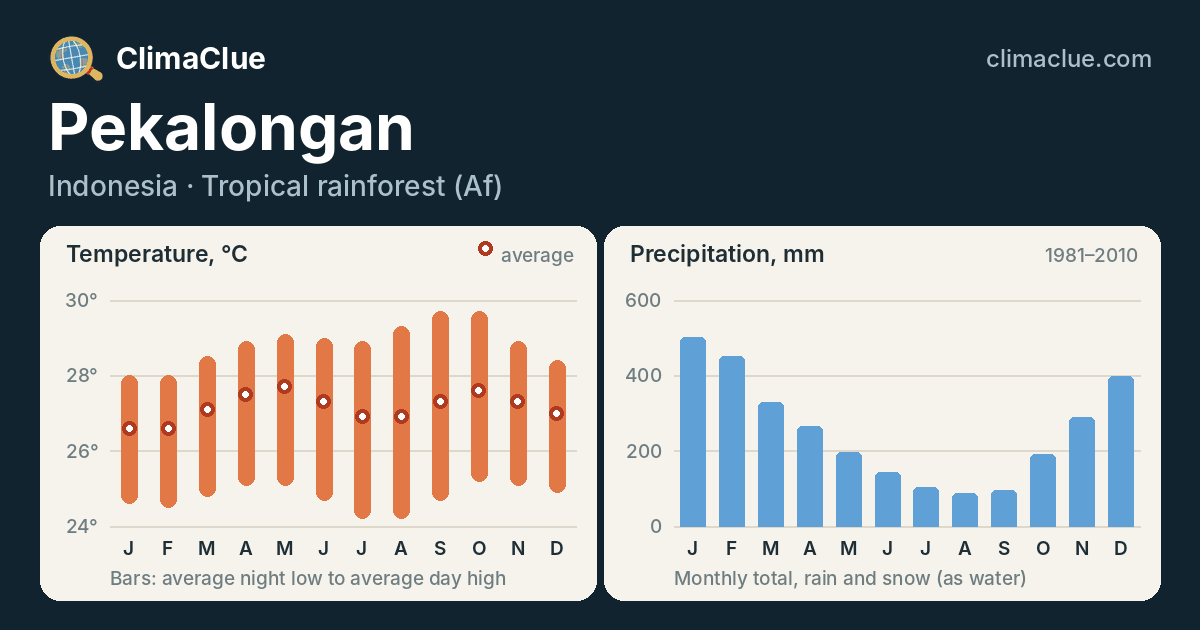 ClimaClue
climaclue.com
Pekalongan
Indonesia · Tropical rainforest (Af)
Temperature, °C
average
30°
28°
26°
24°
J F M A M J J A S O N D
Bars: average night low to average day high
Precipitation, mm
1981–2010
600
400
200
0
J F M A M J J A S O N D
Monthly total, rain and snow (as water)